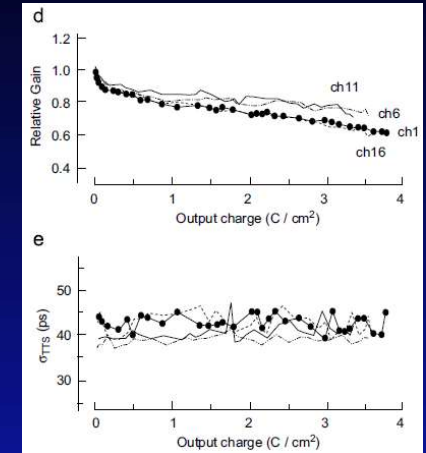 d
1.2
1.0
0.8
0.6
0.4
Relative Gain
ch11
ch6
ch1
ch16
0 1 2 3 4
Output charge (C / cm²)
e
50
40
30
σTTS (ps)
0 1 2 3 4
Output charge (C / cm²)